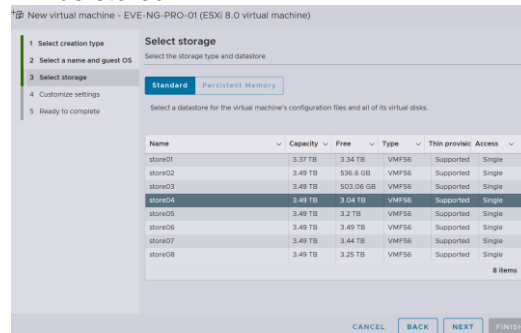 New virtual machine - EVE-NG-PRO-01 (ESXi 8.0 virtual machine)
1 Select creation type
2 Select a name and guest OS
3 Select storage
4 Customize settings
5 Ready to complete
Select storage
Select the storage type and datastore
Standard Persistent Memory
Select a datastore for the virtual machine's configuration files and all of its virtual disks.
Name Capacity Free Type Thin provisic Access
store01 3.37 TB 3.34 TB VMFS6 Supported Single
store02 3.49 TB 536.6 GB VMFS6 Supported Single
store03 3.49 TB 503.06 GB VMFS6 Supported Single
store04 3.49 TB 3.04 TB VMFS6 Supported Single
store05 3.49 TB 3.2 TB VMFS6 Supported Single
store06 3.49 TB 3.49 TB VMFS6 Supported Single
store07 3.49 TB 3.44 TB VMFS6 Supported Single
store08 3.49 TB 3.25 TB VMFS6 Supported Single
8 items
CANCEL BACK NEXT FINISH